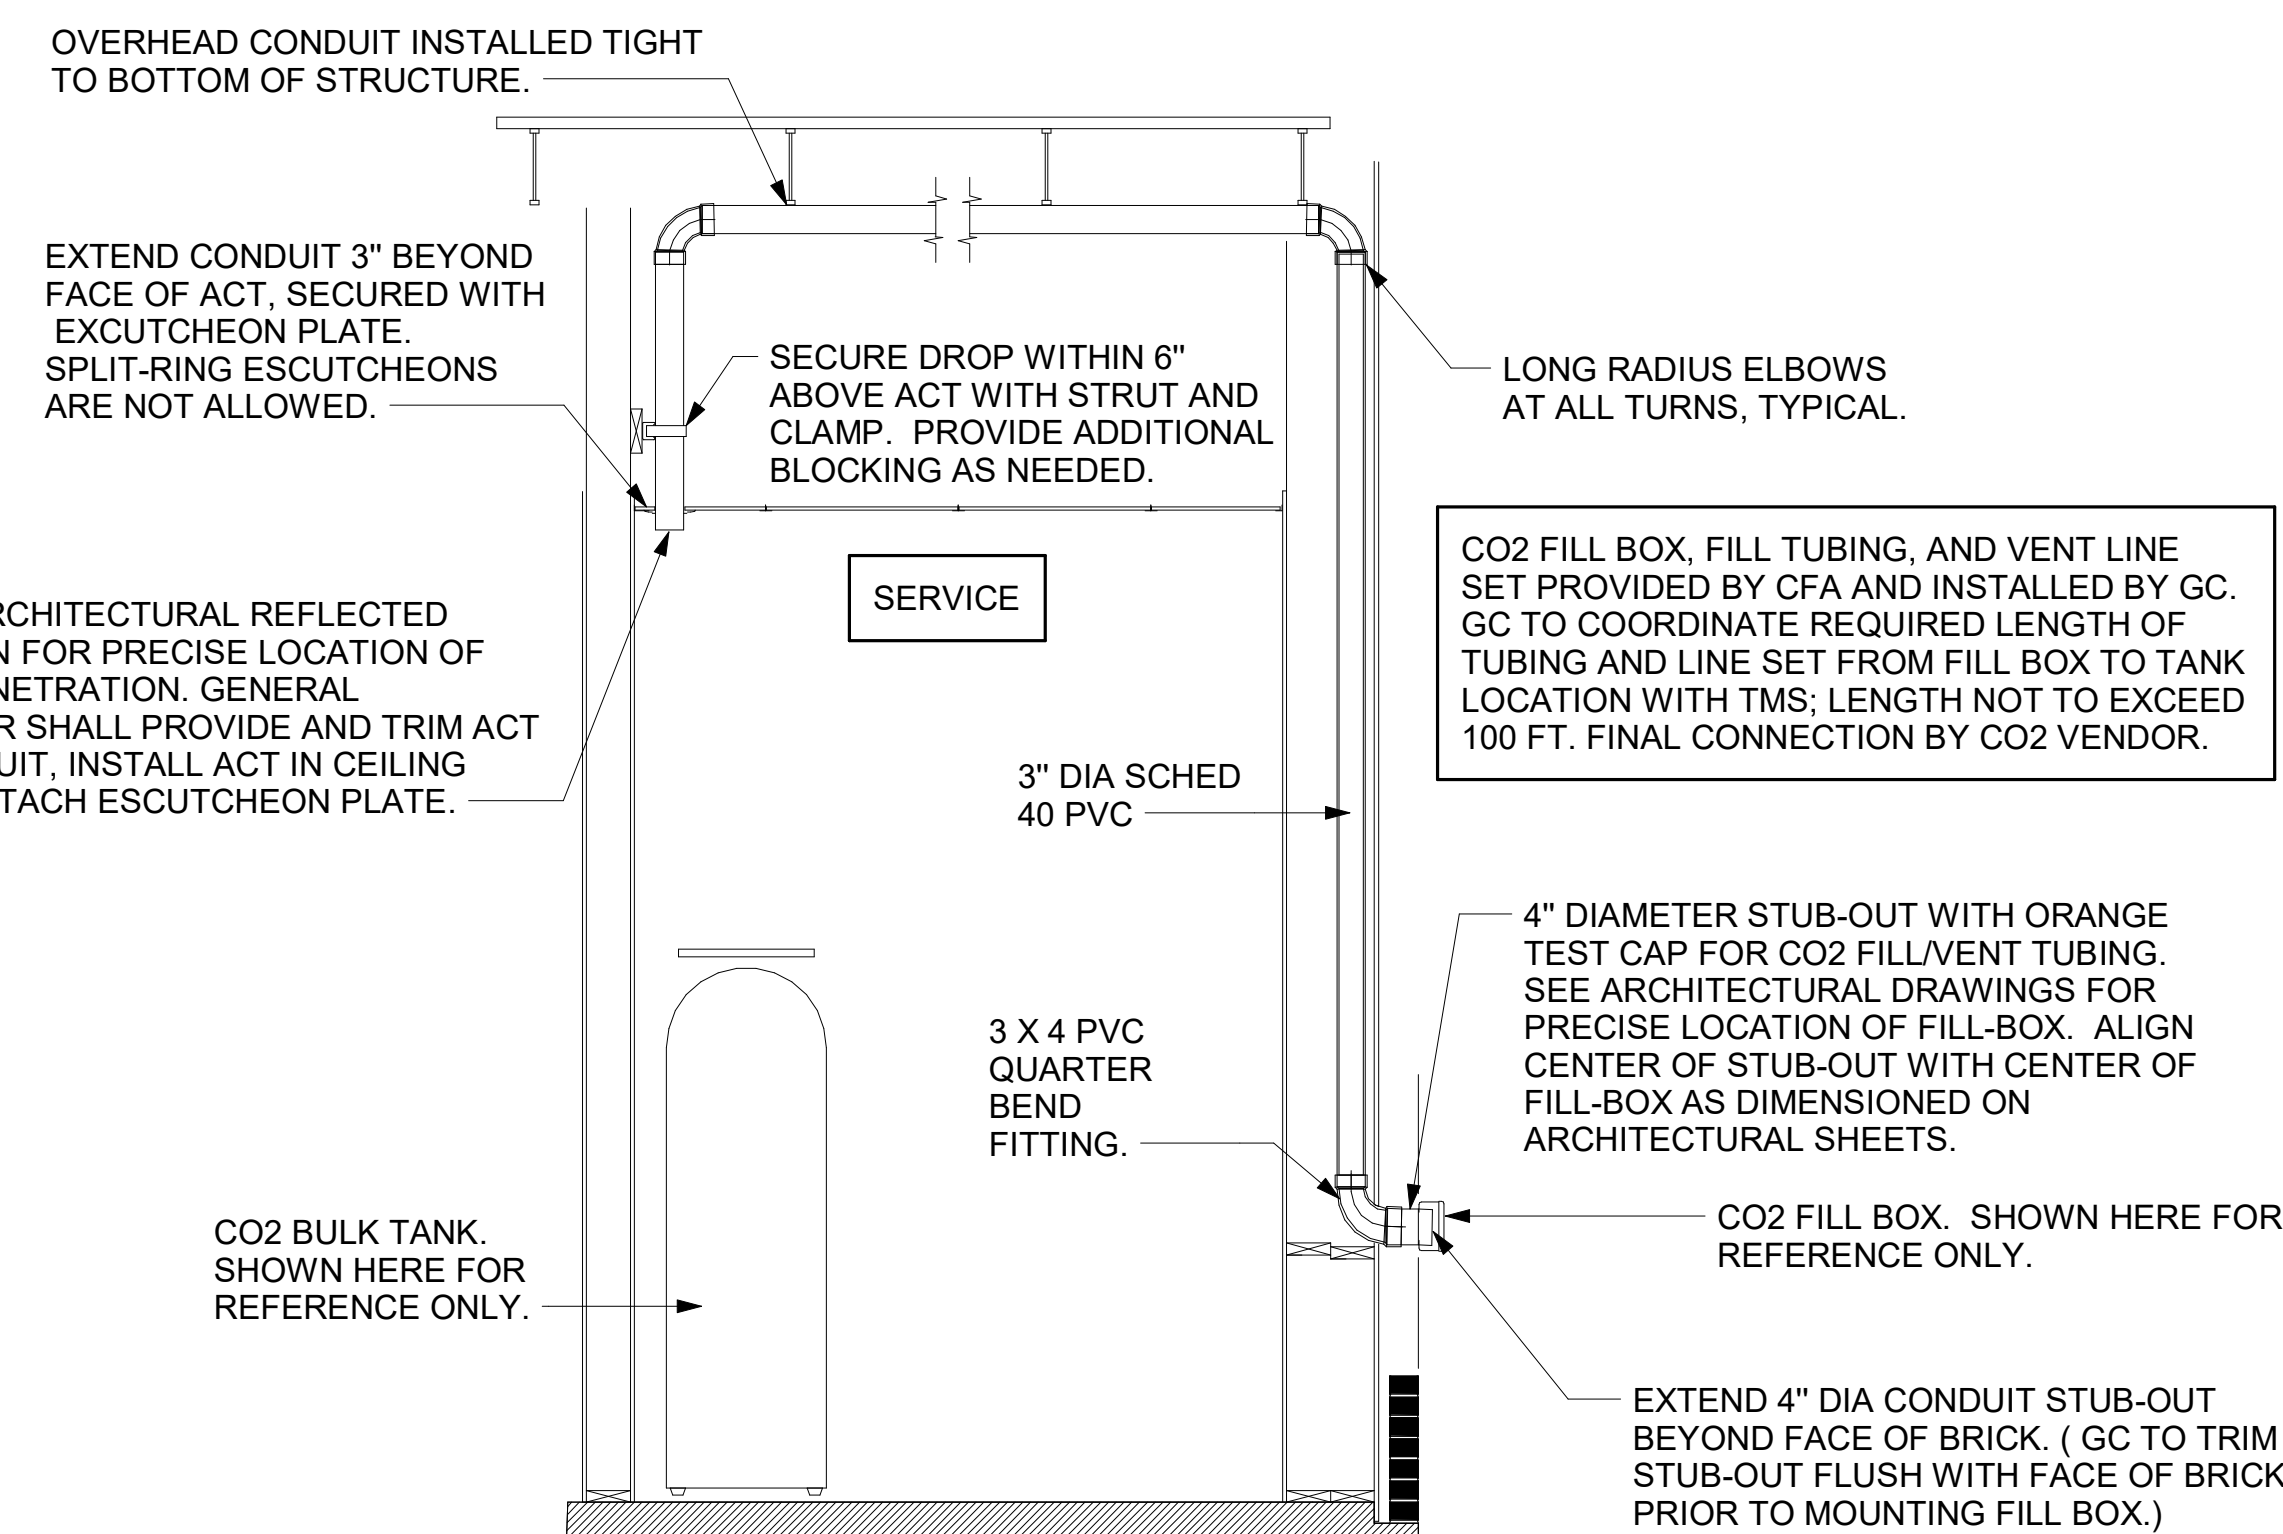 OVERHEAD CONDUIT INSTALLED TIGHT
TO BOTTOM OF STRUCTURE.
EXTEND CONDUIT 3" BEYOND
FACE OF ACT, SECURED WITH
EXCUTCHEON PLATE.
SPLIT-RING ESCUTCHEONS
ARE NOT ALLOWED.
SECURE DROP WITHIN 6"
ABOVE ACT WITH STRUT AND
CLAMP. PROVIDE ADDITIONAL
BLOCKING AS NEEDED.
LONG RADIUS ELBOWS
AT ALL TURNS, TYPICAL.
CO2 FILL BOX, FILL TUBING, AND VENT LINE
SET PROVIDED BY CFA AND INSTALLED BY GC.
GC TO COORDINATE REQUIRED LENGTH OF
TUBING AND LINE SET FROM FILL BOX TO TANK
LOCATION WITH TMS; LENGTH NOT TO EXCEED
100 FT. FINAL CONNECTION BY CO2 VENDOR.
SERVICE
REFLECTED
FOR PRECISE LOCATION OF
GENERAL
SHALL PROVIDE AND TRIM ACT
INSTALL ACT IN CEILING
ESCUTCHEON PLATE.
3" DIA SCHED
40 PVC
4" DIAMETER STUB-OUT WITH ORANGE
TEST CAP FOR CO2 FILL/VENT TUBING.
SEE ARCHITECTURAL DRAWINGS FOR
PRECISE LOCATION OF FILL-BOX. ALIGN
CENTER OF STUB-OUT WITH CENTER OF
FILL-BOX AS DIMENSIONED ON
ARCHITECTURAL SHEETS.
3 X 4 PVC
QUARTER
BEND
FITTING.
CO2 BULK TANK.
SHOWN HERE FOR
REFERENCE ONLY.
CO2 FILL BOX. SHOWN HERE FOR
REFERENCE ONLY.
EXTEND 4" DIA CONDUIT STUB-OUT
BEYOND FACE OF BRICK. ( GC TO TRIM
STUB-OUT FLUSH WITH FACE OF BRICK
PRIOR TO MOUNTING FILL BOX.)